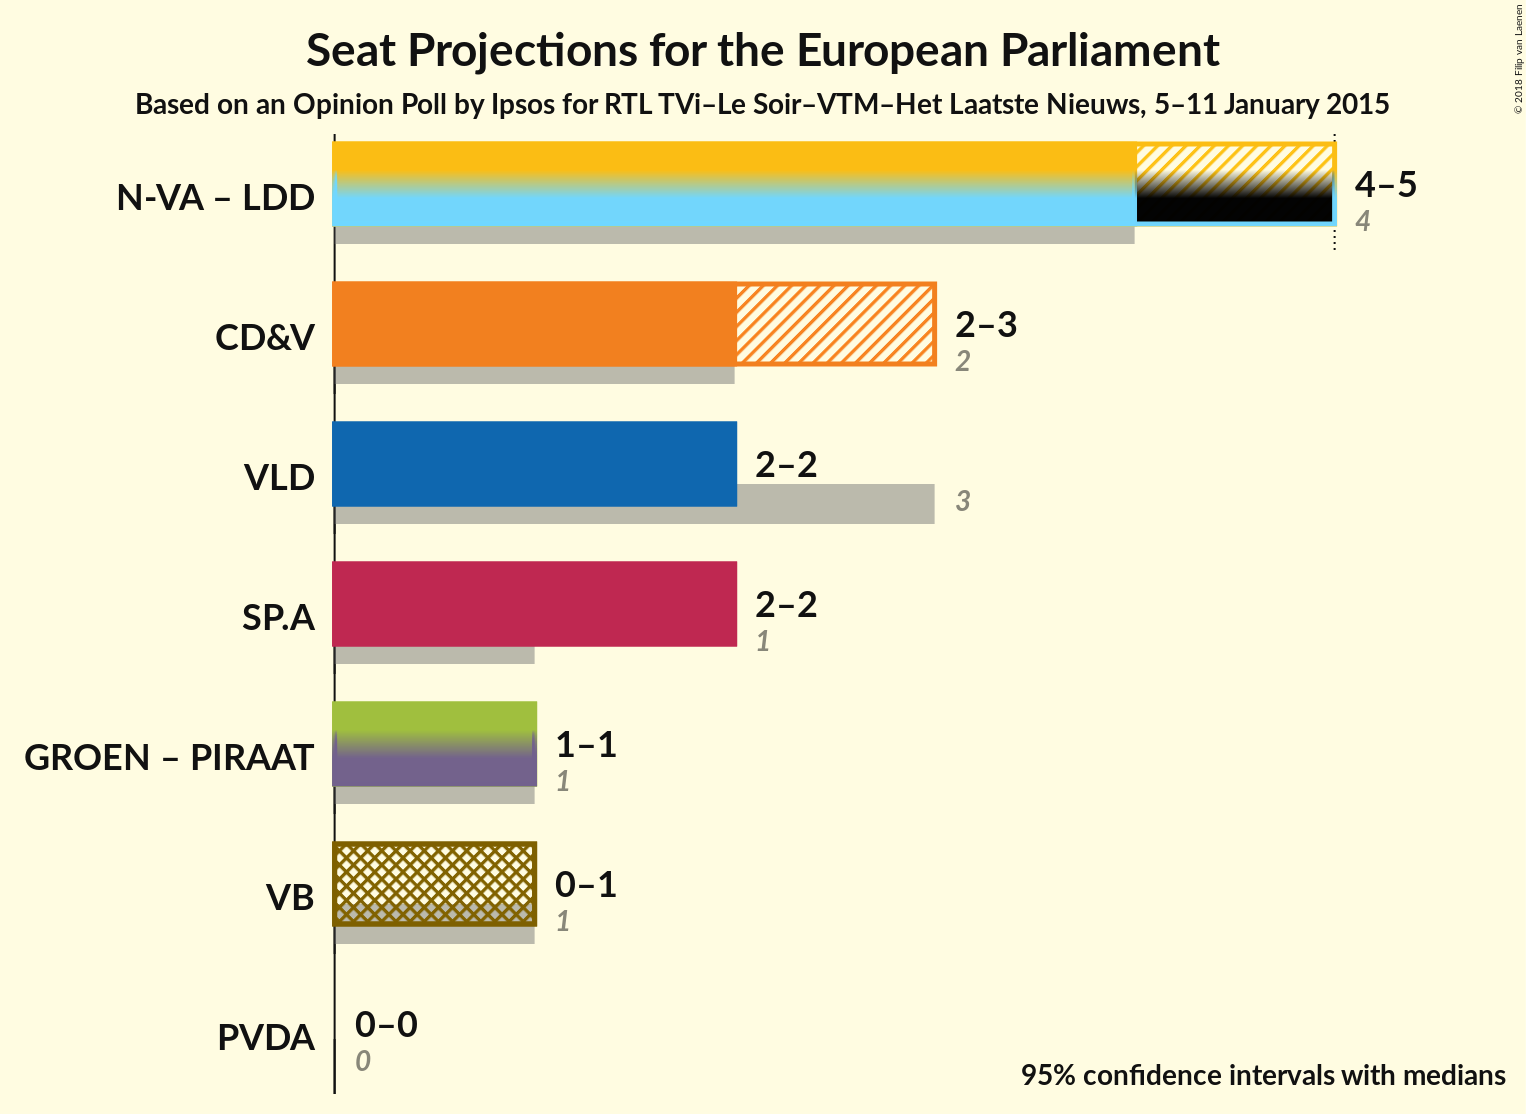 Seat Projections for the European Parliament
Based on an Opinion Poll by Ipsos for RTL TVi–Le Soir–VTM–Het Laatste Nieuws, 5–11 January 2015
© 2018 Filip van Laenen
N-VA – LDD
4–5
4
CD&V
2–3
2
VLD
2–2
3
SP.A
2–2
1
GROEN – PIRAAT
1–1
1
VB
0–1
1
PVDA
0–0
0
95% confidence intervals with medians